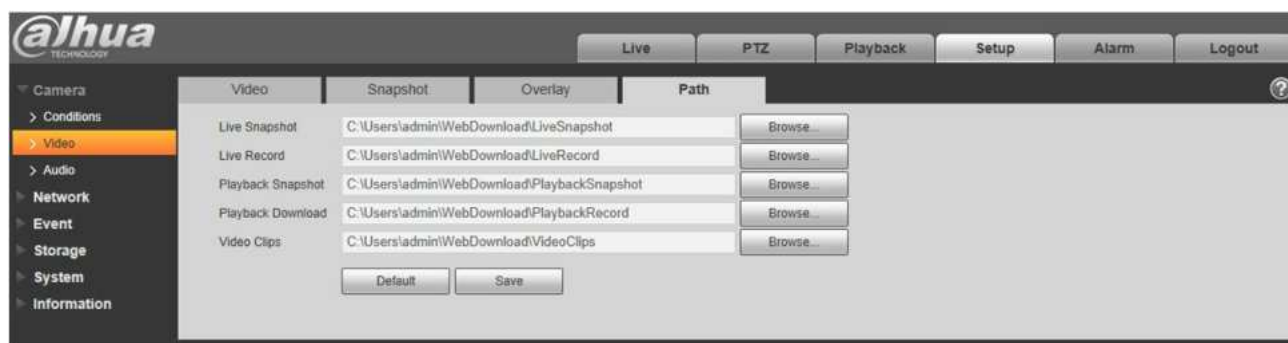 alhua
TECHNOLOGY
Live PTZ Playback Setup Alarm Logout
Camera Video Snapshot Overlay Path ?
> Conditions Live Snapshot C:\Users\admin\WebDownload\LiveSnapshot Browse...
> Video Live Record C:\Users\admin\WebDownload\LiveRecord Browse...
> Audio Playback Snapshot C:\Users\admin\WebDownload\PlaybackSnapshot Browse...
Network Playback Download C:\Users\admin\WebDownload\PlaybackRecord Browse...
Event Video Clips C:\Users\admin\WebDownload\VideoClips Browse...
Storage
System Default Save
Information